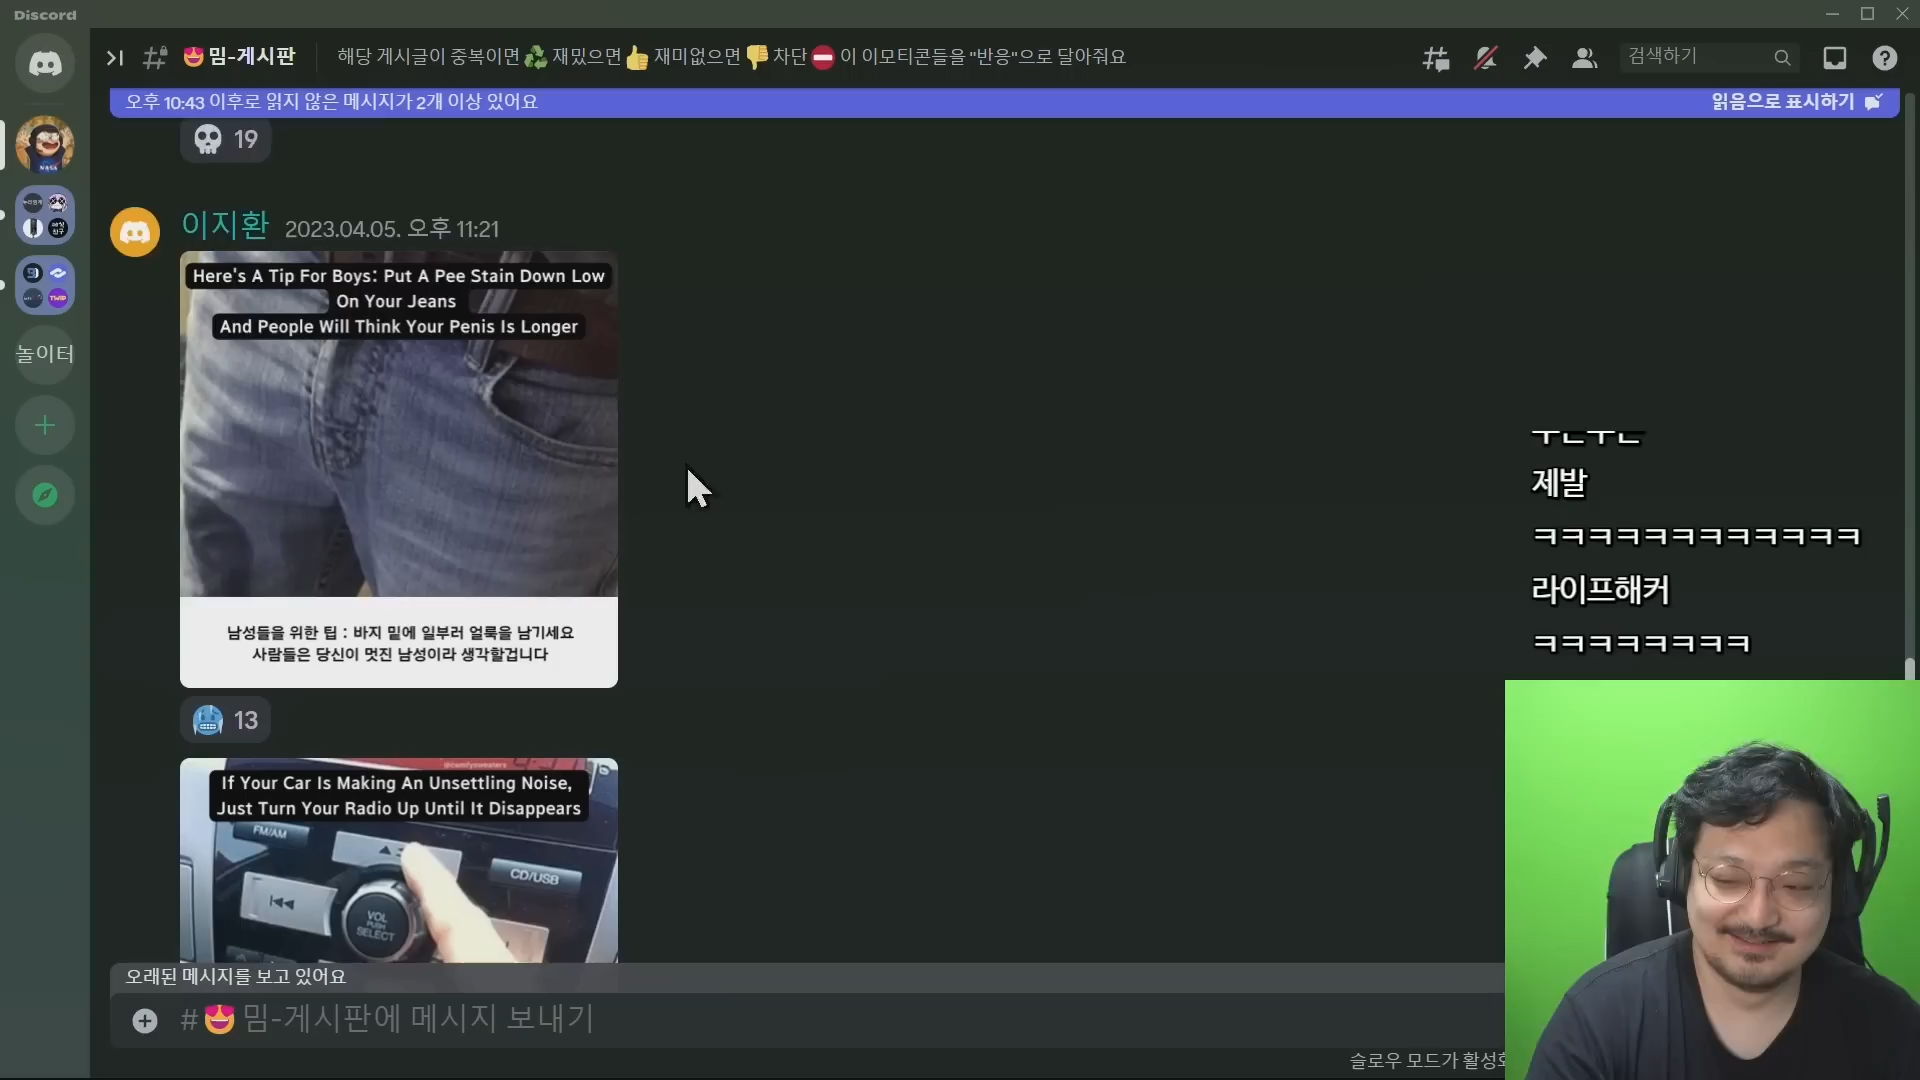 Discord
밈-게시판
해당 게시글이 중복이면 재밌으면 재미없으면 차단 이 이모티콘들을 "반응"으로 달아줘요
검색하기
오후 10:43 이후로 읽지 않은 메시지가 2개 이상 있어요
읽음으로 표시하기
19
이지환 2023.04.05. 오후 11:21
Here's A Tip For Boys: Put A Pee Stain Down Low
On Your Jeans
And People Will Think Your Penis Is Longer
남성들을 위한 팁 : 바지 밑에 일부러 얼룩을 남기세요
사람들은 당신이 멋진 남성이라 생각할겁니다
13
If Your Car Is Making An Unsettling Noise,
Just Turn Your Radio Up Until It Disappears
FM/AM
CD/USB
VOL
PUSH
SELECT
오래된 메시지를 보고 있어요
#밈-게시판에 메시지 보내기
슬로우 모드가
놀이터
NASA
TWIP
제발
ㅋㅋㅋㅋㅋㅋㅋㅋㅋㅋㅋㅋ
라이프해커
ㅋㅋㅋㅋㅋㅋㅋㅋ